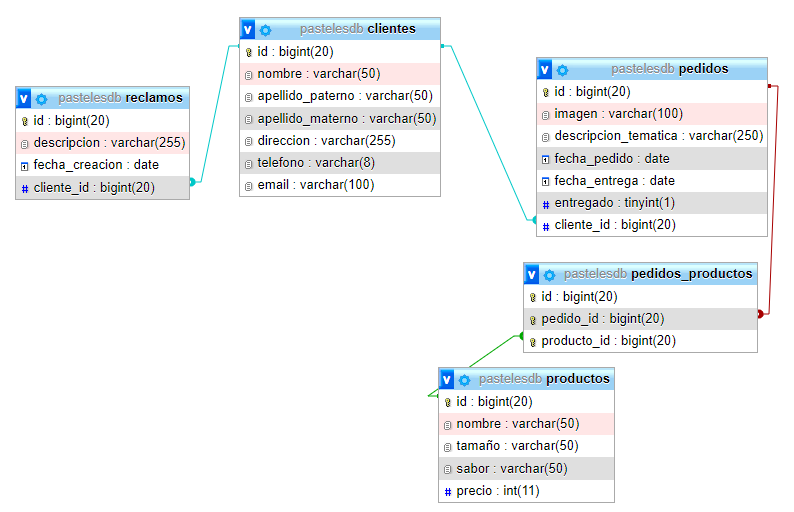 pastelesdb clientes
id : bigint(20)
nombre : varchar(50)
apellido_paterno : varchar(50)
apellido_materno : varchar(50)
direccion : varchar(255)
telefono : varchar(8)
email : varchar(100)
pastelesdb reclamos
id : bigint(20)
descripcion : varchar(255)
fecha_creacion : date
# cliente_id : bigint(20)
pastelesdb pedidos
id : bigint(20)
imagen : varchar(100)
descripcion_tematica : varchar(250)
fecha_pedido : date
fecha_entrega : date
# entregado : tinyint(1)
# cliente_id : bigint(20)
pastelesdb pedidos_productos
id : bigint(20)
pedido_id : bigint(20)
producto_id : bigint(20)
pastelesdb productos
id : bigint(20)
nombre : varchar(50)
tamaño : varchar(50)
sabor : varchar(50)
# precio : int(11)